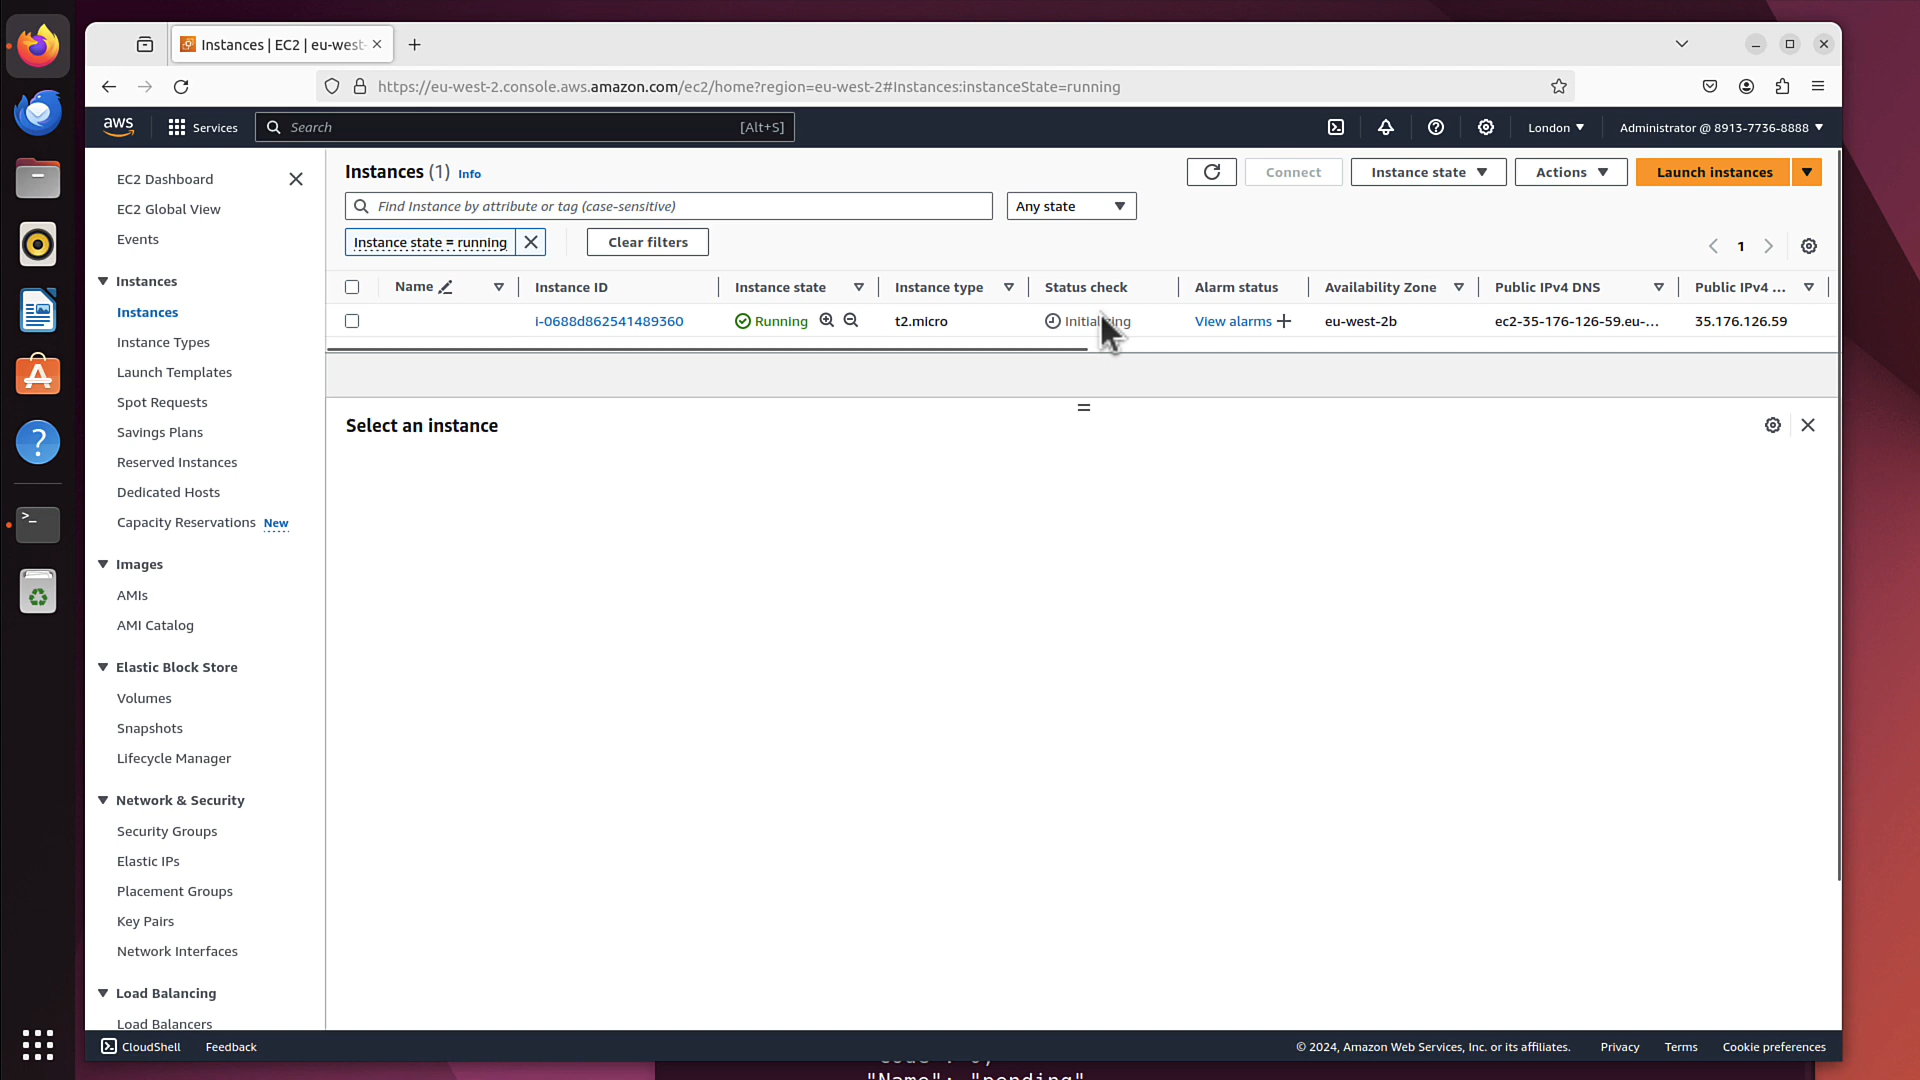 Instances | EC2 | eu-west-
https://eu-west-2.console.aws.amazon.com/ec2/home?region=eu-west-2#Instances:instanceState=running
aws
Services
Search
[Alt+S]
London
Administrator @ 8913-7736-8888
EC2 Dashboard
EC2 Global View
Events
Instances
Instances
Instance Types
Launch Templates
Spot Requests
Savings Plans
Reserved Instances
Dedicated Hosts
Capacity Reservations New
Images
AMIs
AMI Catalog
Elastic Block Store
Volumes
Snapshots
Lifecycle Manager
Network & Security
Security Groups
Elastic IPs
Placement Groups
Key Pairs
Network Interfaces
Load Balancing
Load Balancers
Instances (1) Info
Connect
Instance state
Actions
Launch instances
Find Instance by attribute or tag (case-sensitive)
Any state
Instance state = running
Clear filters
1
Name Instance ID Instance state Instance type Status check Alarm status Availability Zone Public IPv4 DNS Public IPv4 ...
i-0688d862541489360 Running t2.micro Initializing View alarms eu-west-2b ec2-35-176-126-59.eu-... 35.176.126.59
Select an instance
CloudShell
Feedback
© 2024, Amazon Web Services, Inc. or its affiliates.
Privacy
Terms
Cookie preferences
"Name": "pending"